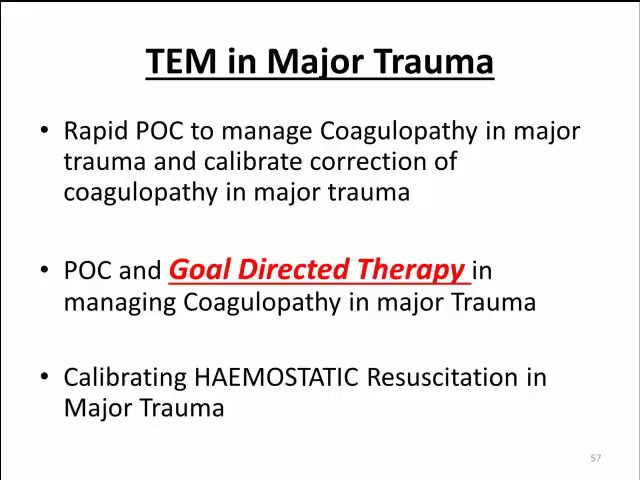 TEM in Major Trauma
• Rapid POC to manage Coagulopathy in major
trauma and calibrate correction of
coagulopathy in major trauma
• POC and Goal Directed Therapy in
managing Coagulopathy in major Trauma
• Calibrating HAEMOSTATIC Resuscitation in
Major Trauma
57